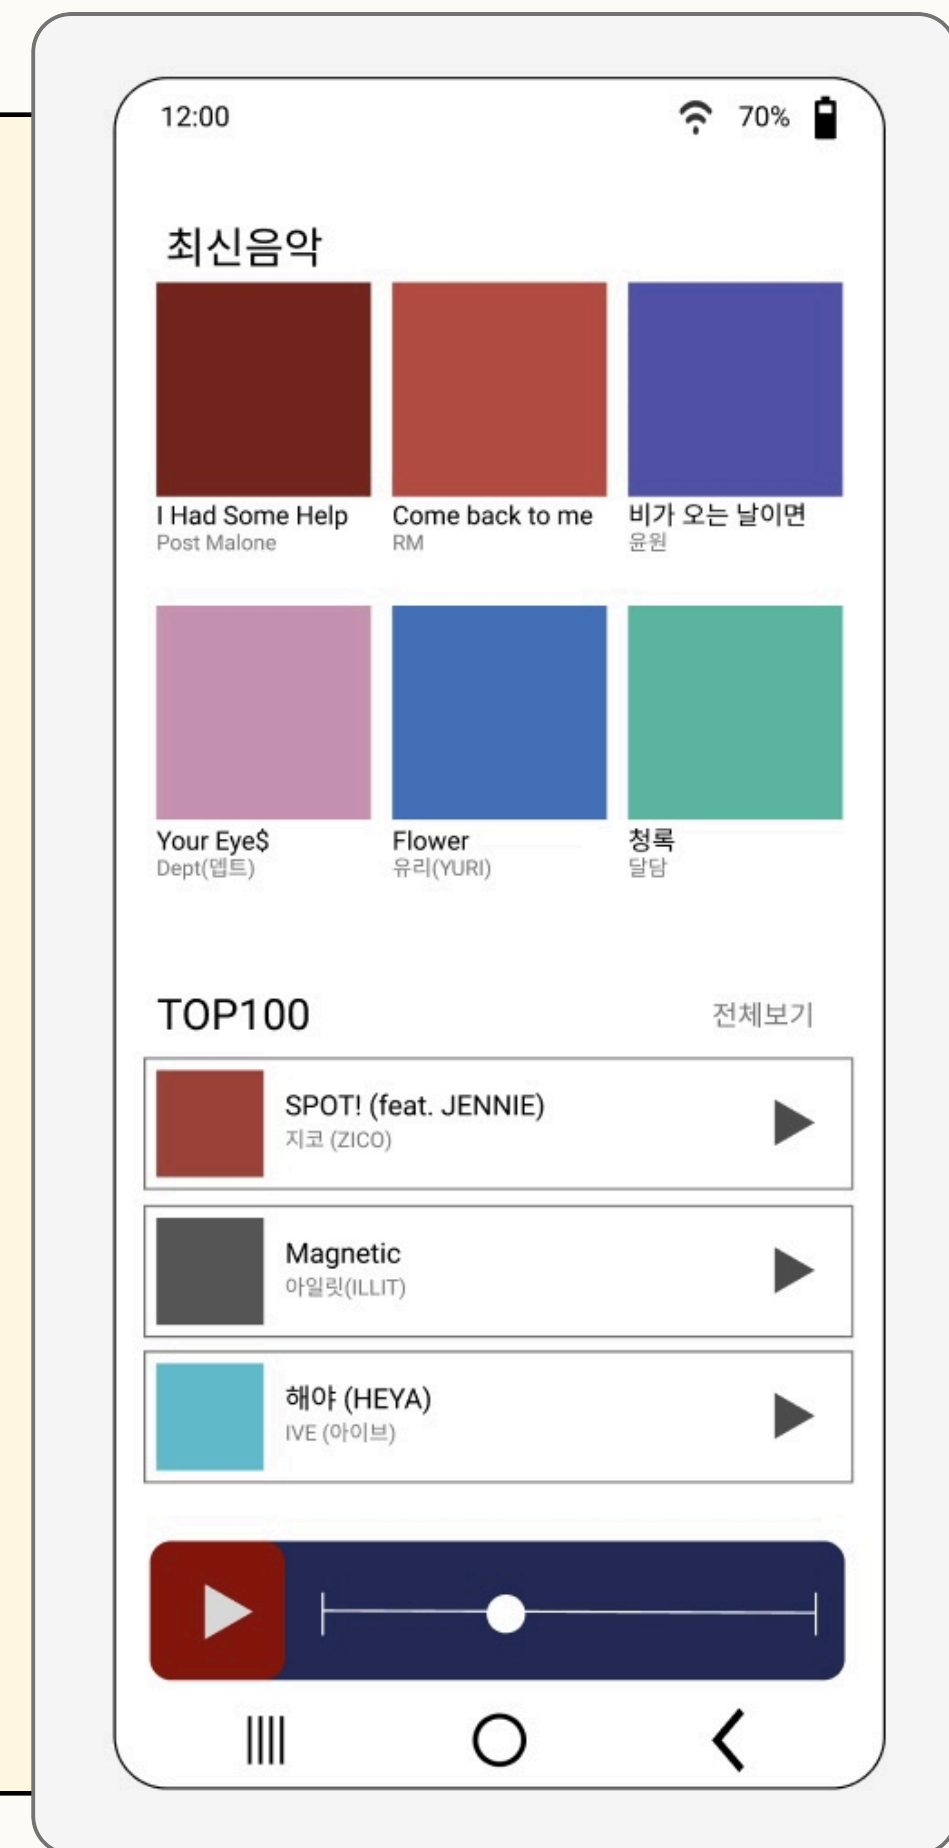 12:00 70%
최신음악
I Had Some Help
Post Malone
Come back to me
RM
비가 오는 날이면
윤원
Your Eye$
Dept(뎁트)
Flower
유리(YURI)
청록
달담
TOP100 전체보기
SPOT! (feat. JENNIE)
지코 (ZICO)
Magnetic
아일릿(ILLIT)
해야 (HEYA)
IVE (아이브)